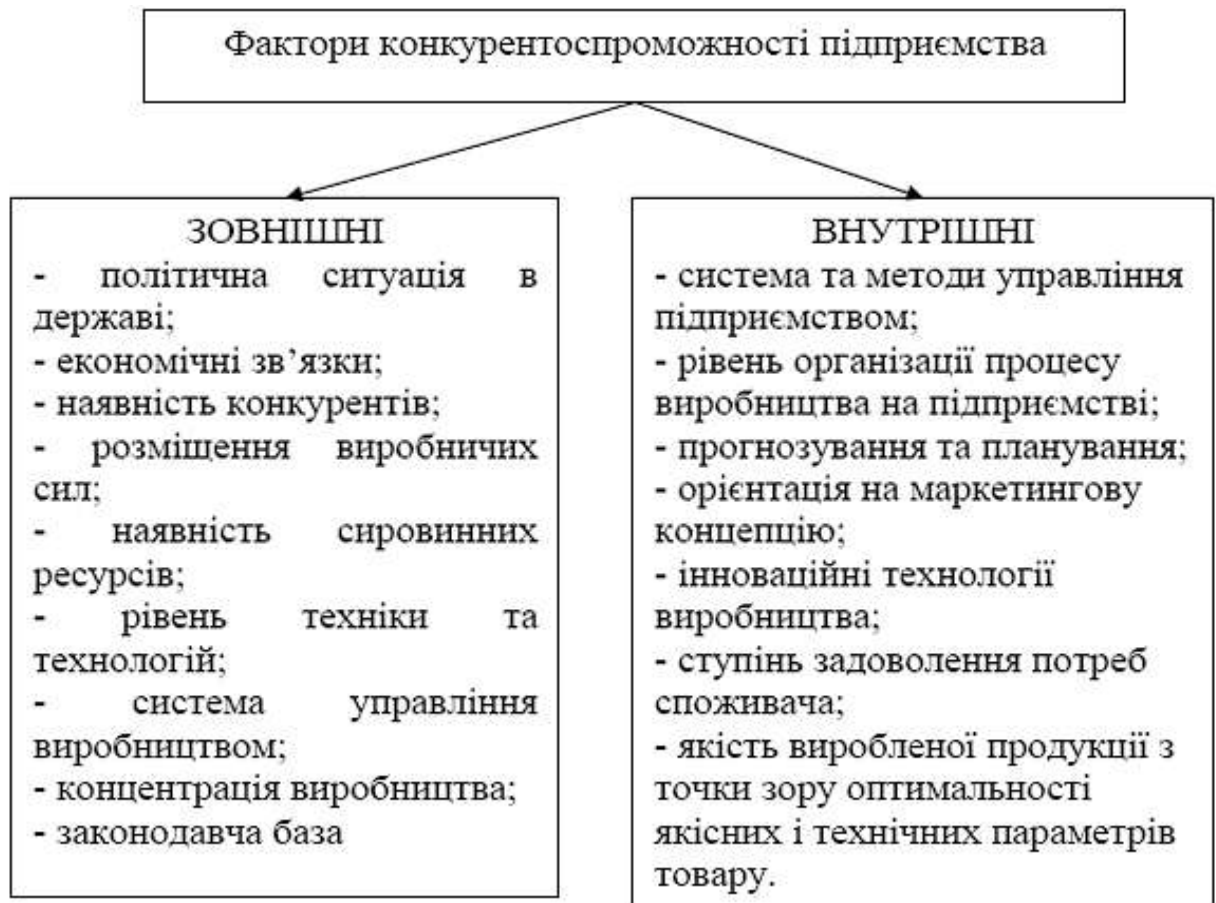 Фактори конкурентоспроможності підприємства
ЗОВНІШНІ
- політична ситуація в
державі;
- економічні зв’язки;
- наявність конкурентів;
- розміщення виробничих
сил;
- наявність сировинних
ресурсів;
- рівень техніки та
технологій;
- система управління
виробництвом;
- концентрація виробництва;
- законодавча база
ВНУТРІШНІ
- система та методи управління
підприємством;
- рівень організації процесу
виробництва на підприємстві;
- прогнозування та планування;
- орієнтація на маркетингову
концепцію;
- інноваційні технології
виробництва;
- ступінь задоволення потреб
споживача;
- якість виробленої продукції з
точки зору оптимальності
якісних і технічних параметрів
товару.